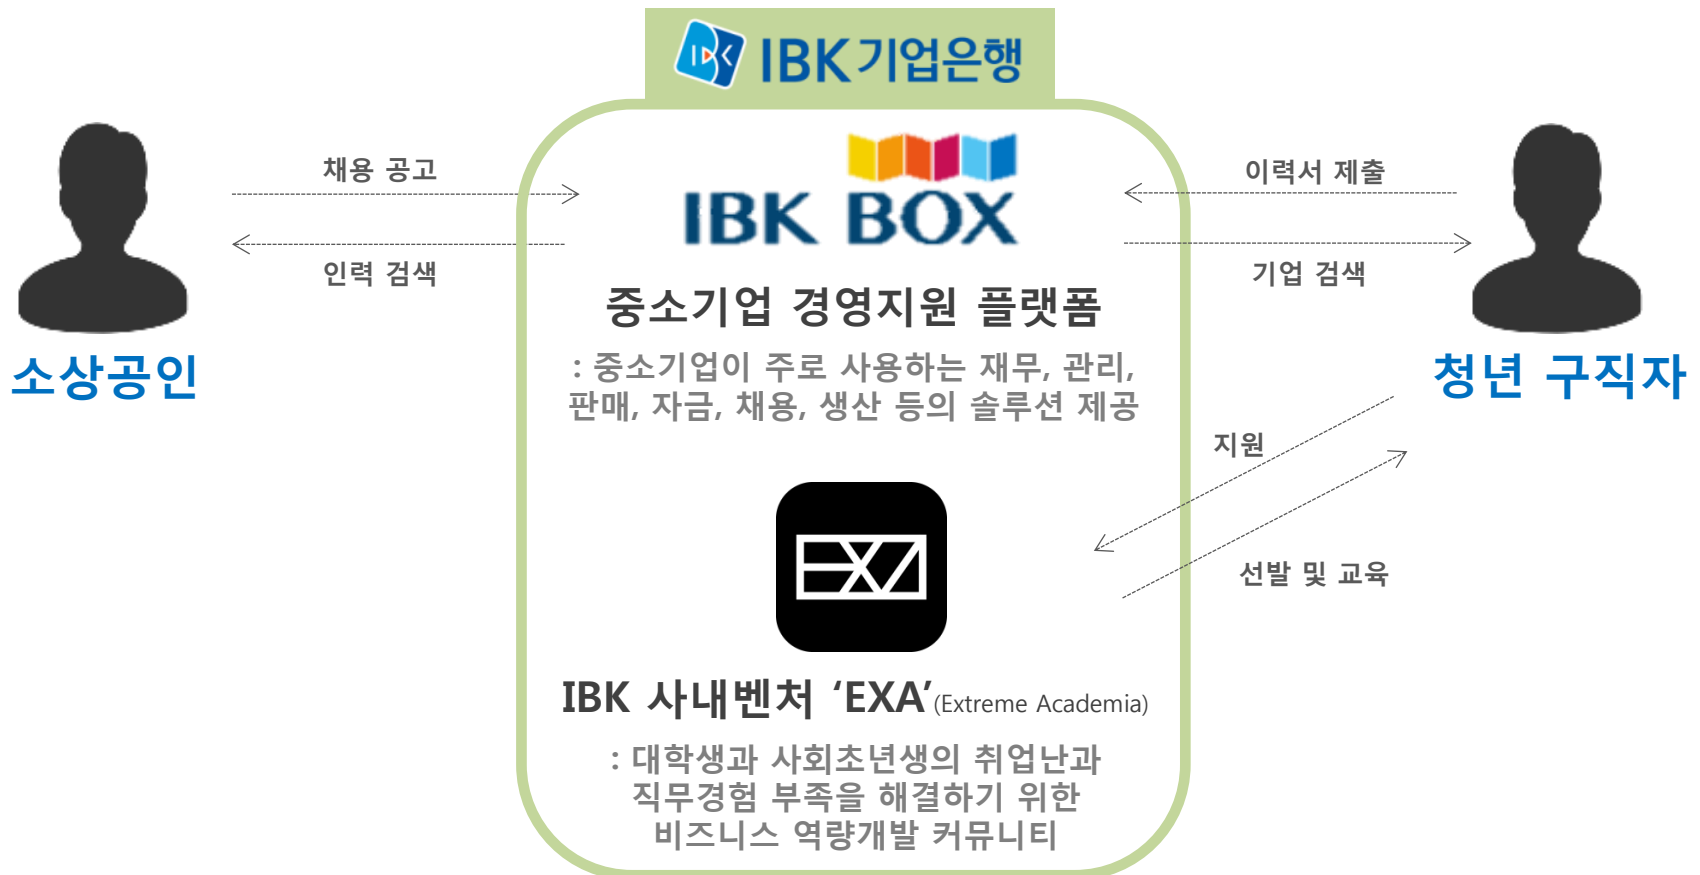 IBK기업은행
IBK BOX
채용 공고
인력 검색
이력서 제출
기업 검색
중소기업 경영지원 플랫폼
: 중소기업이 주로 사용하는 재무, 관리,
판매, 자금, 채용, 생산 등의 솔루션 제공
소상공인
청년 구직자
지원
선발 및 교육
EXA
IBK 사내벤처 ‘EXA’(Extreme Academia)
: 대학생과 사회초년생의 취업난과
직무경험 부족을 해결하기 위한
비즈니스 역량개발 커뮤니티